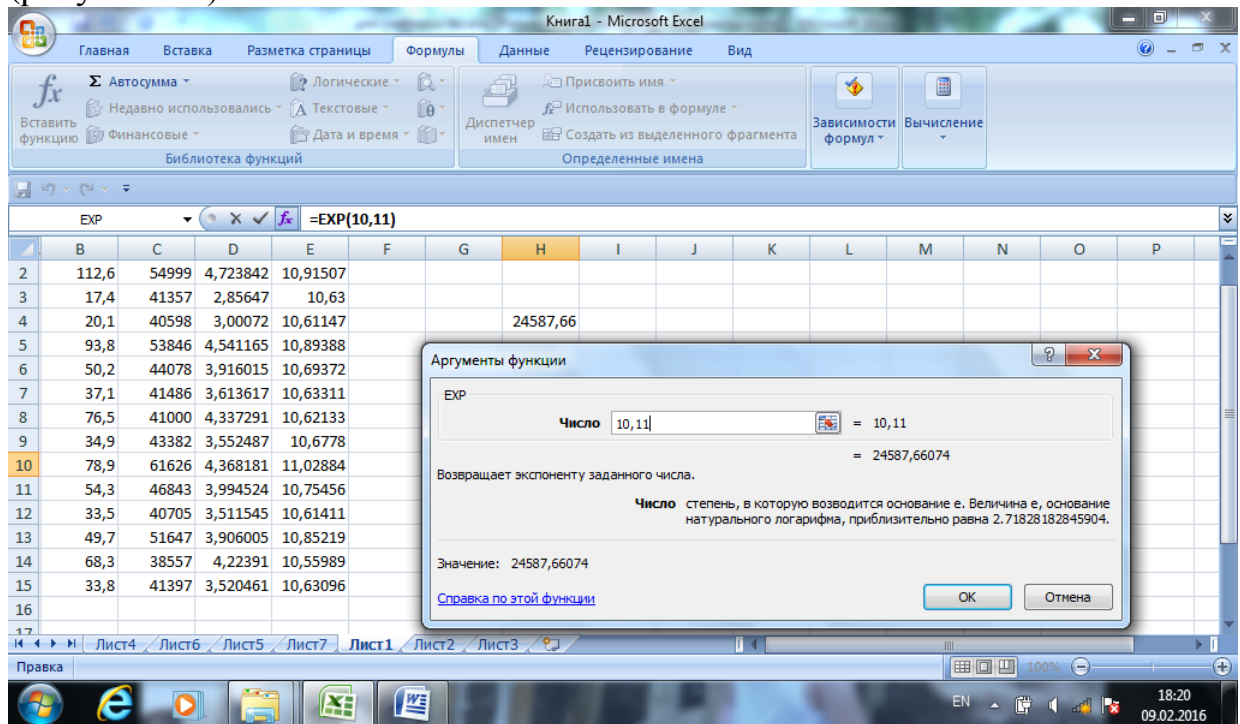 Книга1 - Microsoft Excel
Главная Вставка Разметка страницы Формулы Данные Рецензирование Вид
fx Вставить функцию
Σ Автосумма
Недавно использовались
Финансовые
Логические
Текстовые
Дата и время
Библиотека функций
Диспетчер имен
Присвоить имя
Использовать в формуле
Создать из выделенного фрагмента
Определенные имена
Зависимости формул
Вычисление
EXP fx =EXP(10,11)
B C D E F G H I J K L M N O P
2 112,6 54999 4,723842 10,91507
3 17,4 41357 2,85647 10,63
4 20,1 40598 3,00072 10,61147 24587,66
5 93,8 53846 4,541165 10,89388
6 50,2 44078 3,916015 10,69372
7 37,1 41486 3,613617 10,63311
8 76,5 41000 4,337291 10,62133
9 34,9 43382 3,552487 10,6778
10 78,9 61626 4,368181 11,02884
11 54,3 46843 3,994524 10,75456
12 33,5 40705 3,511545 10,61411
13 49,7 51647 3,906005 10,85219
14 68,3 38557 4,22391 10,55989
15 33,8 41397 3,520461 10,63096
16
17
Аргументы функции
EXP
Число 10,11 = 10,11
= 24587,66074
Возвращает экспоненту заданного числа.
Число степень, в которую возводится основание e. Величина e, основание
натурального логарифма, приблизительно равна 2.71828182845904.
Значение: 24587,66074
Справка по этой функции
OK Отмена
Лист4 Лист6 Лист5 Лист7 Лист1 Лист2 Лист3
Правка 100%
EN 18:20
09.02.2016